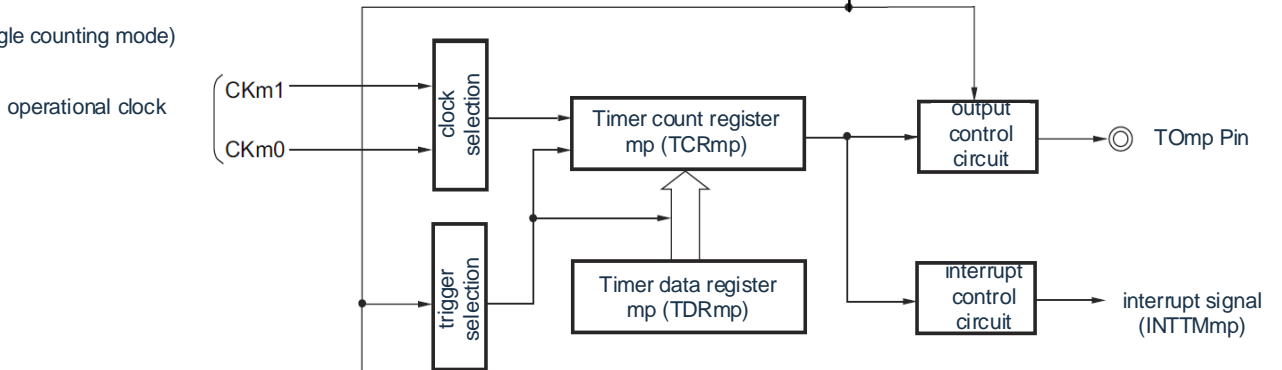 gle counting mode)
operational clock
CKm1
CKm0
clock
selection
Timer count register
mp (TCRmp)
output
control
circuit
TOmp Pin
trigger
selection
Timer data register
mp (TDRmp)
interrupt
control
circuit
interrupt signal
(INTTMmp)